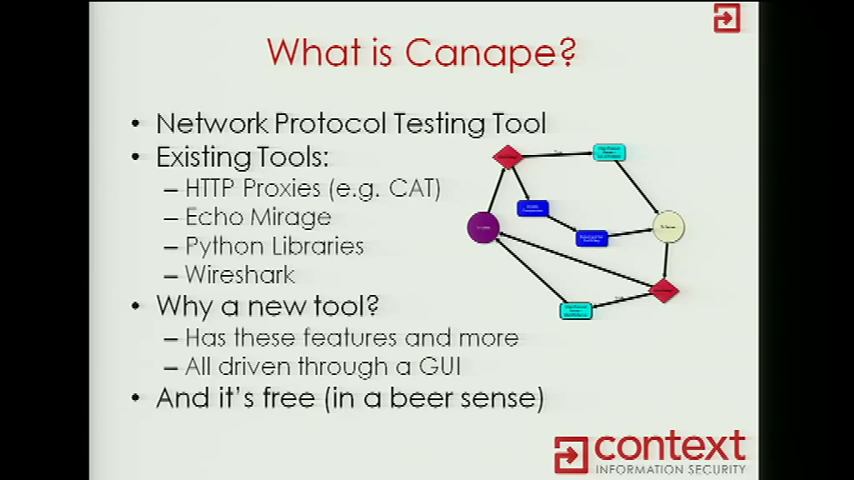 What is Canape?
• Network Protocol Testing Tool
• Existing Tools:
– HTTP Proxies (e.g. CAT)
– Echo Mirage
– Python Libraries
– Wireshark
• Why a new tool?
– Has these features and more
– All driven through a GUI
• And it's free (in a beer sense)
context
INFORMATION SECURITY